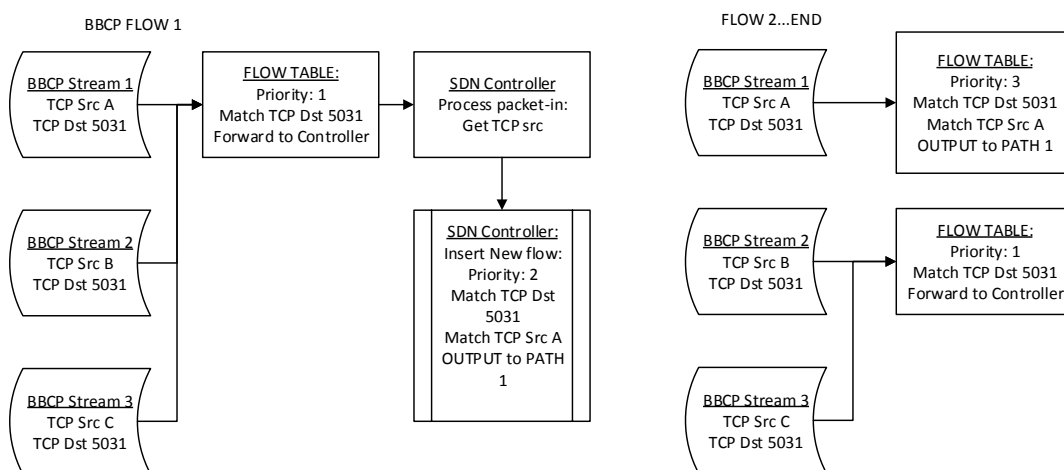 BBCP FLOW 1
BBCP Stream 1
TCP Src A
TCP Dst 5031
FLOW TABLE:
Priority: 1
Match TCP Dst 5031
Forward to Controller
SDN Controller
Process packet-in:
Get TCP src
BBCP Stream 2
TCP Src B
TCP Dst 5031
SDN Controller:
Insert New flow:
Priority: 2
Match TCP Dst
5031
Match TCP Src A
OUTPUT to PATH
1
BBCP Stream 3
TCP Src C
TCP Dst 5031
FLOW 2...END
BBCP Stream 1
TCP Src A
TCP Dst 5031
FLOW TABLE:
Priority: 3
Match TCP Dst 5031
Match TCP Src A
OUTPUT to PATH 1
BBCP Stream 2
TCP Src B
TCP Dst 5031
FLOW TABLE:
Priority: 1
Match TCP Dst 5031
Forward to Controller
BBCP Stream 3
TCP Src C
TCP Dst 5031